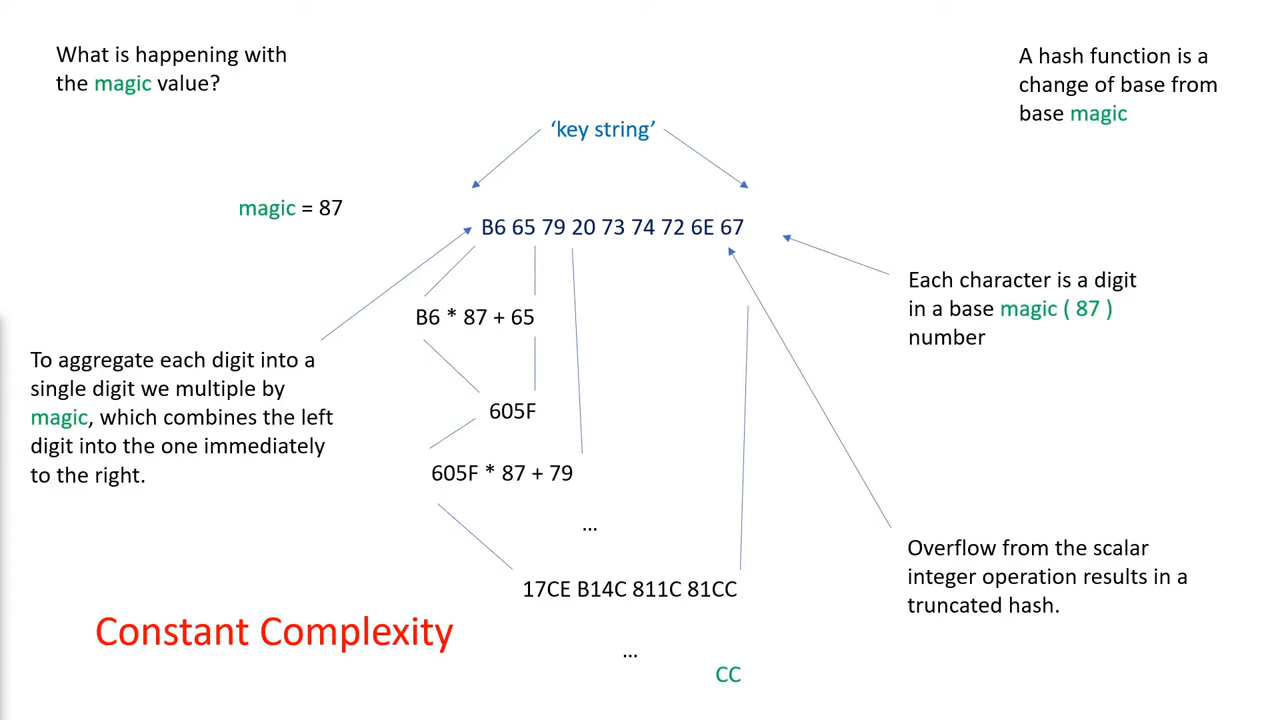 What is happening with
the magic value?
A hash function is a
change of base from
base magic
‘key string’
magic = 87
B6 65 79 20 73 74 72 6E 67
Each character is a digit
in a base magic ( 87 )
number
B6 * 87 + 65
To aggregate each digit into a
single digit we multiple by
magic, which combines the left
digit into the one immediately
to the right.
605F
605F * 87 + 79
...
Overflow from the scalar
integer operation results in a
truncated hash.
17CE B14C 811C 81CC
Constant Complexity
...
CC